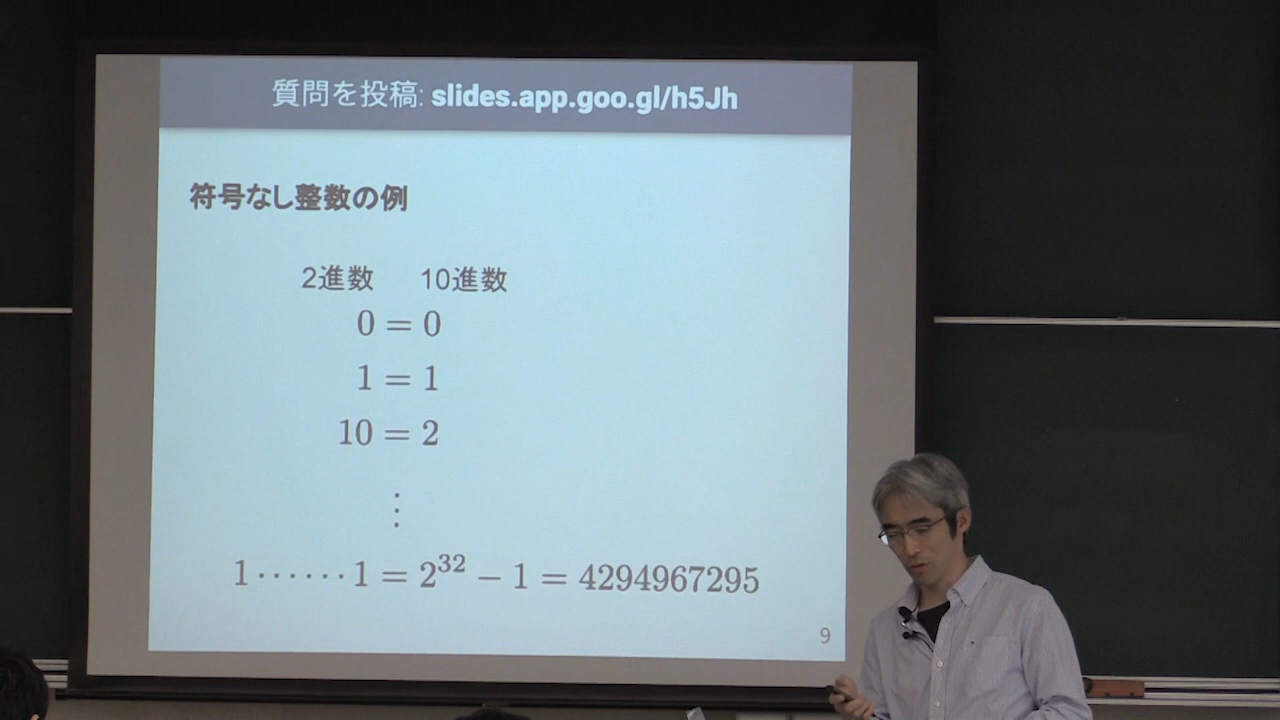 質問を投稿: slides.app.goo.gl/h5Jh
符号なし整数の例
2進数 10進数
0 = 0
1 = 1
10 = 2
⋮
1⋯⋯1 = 2³² − 1 = 4294967295
9